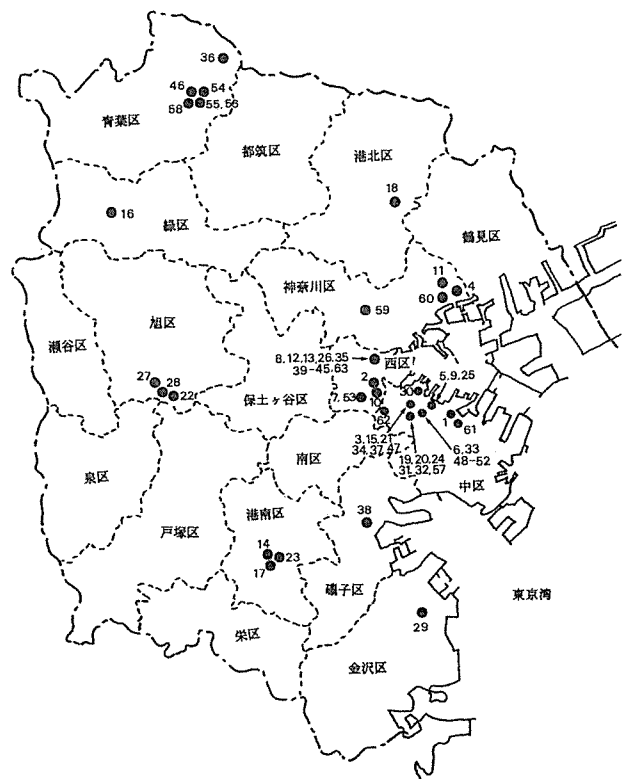 36
46
54
58
55,56
青葉区
都筑区
港北区
18
鶴見区
16
緑区
神奈川区
11
4
60
59
瀬谷区
旭区
8,12,13,26,35
39-45,63
西区
5,9,25
27
28
22
保土ヶ谷区
2
7,53
10
62
30
1
61
3,15,21
34,37,47
19,20,24
31,32,57
6,33
48-52
中区
泉区
南区
戸塚区
港南区
14
23
17
38
磯子区
東京湾
29
栄区
金沢区